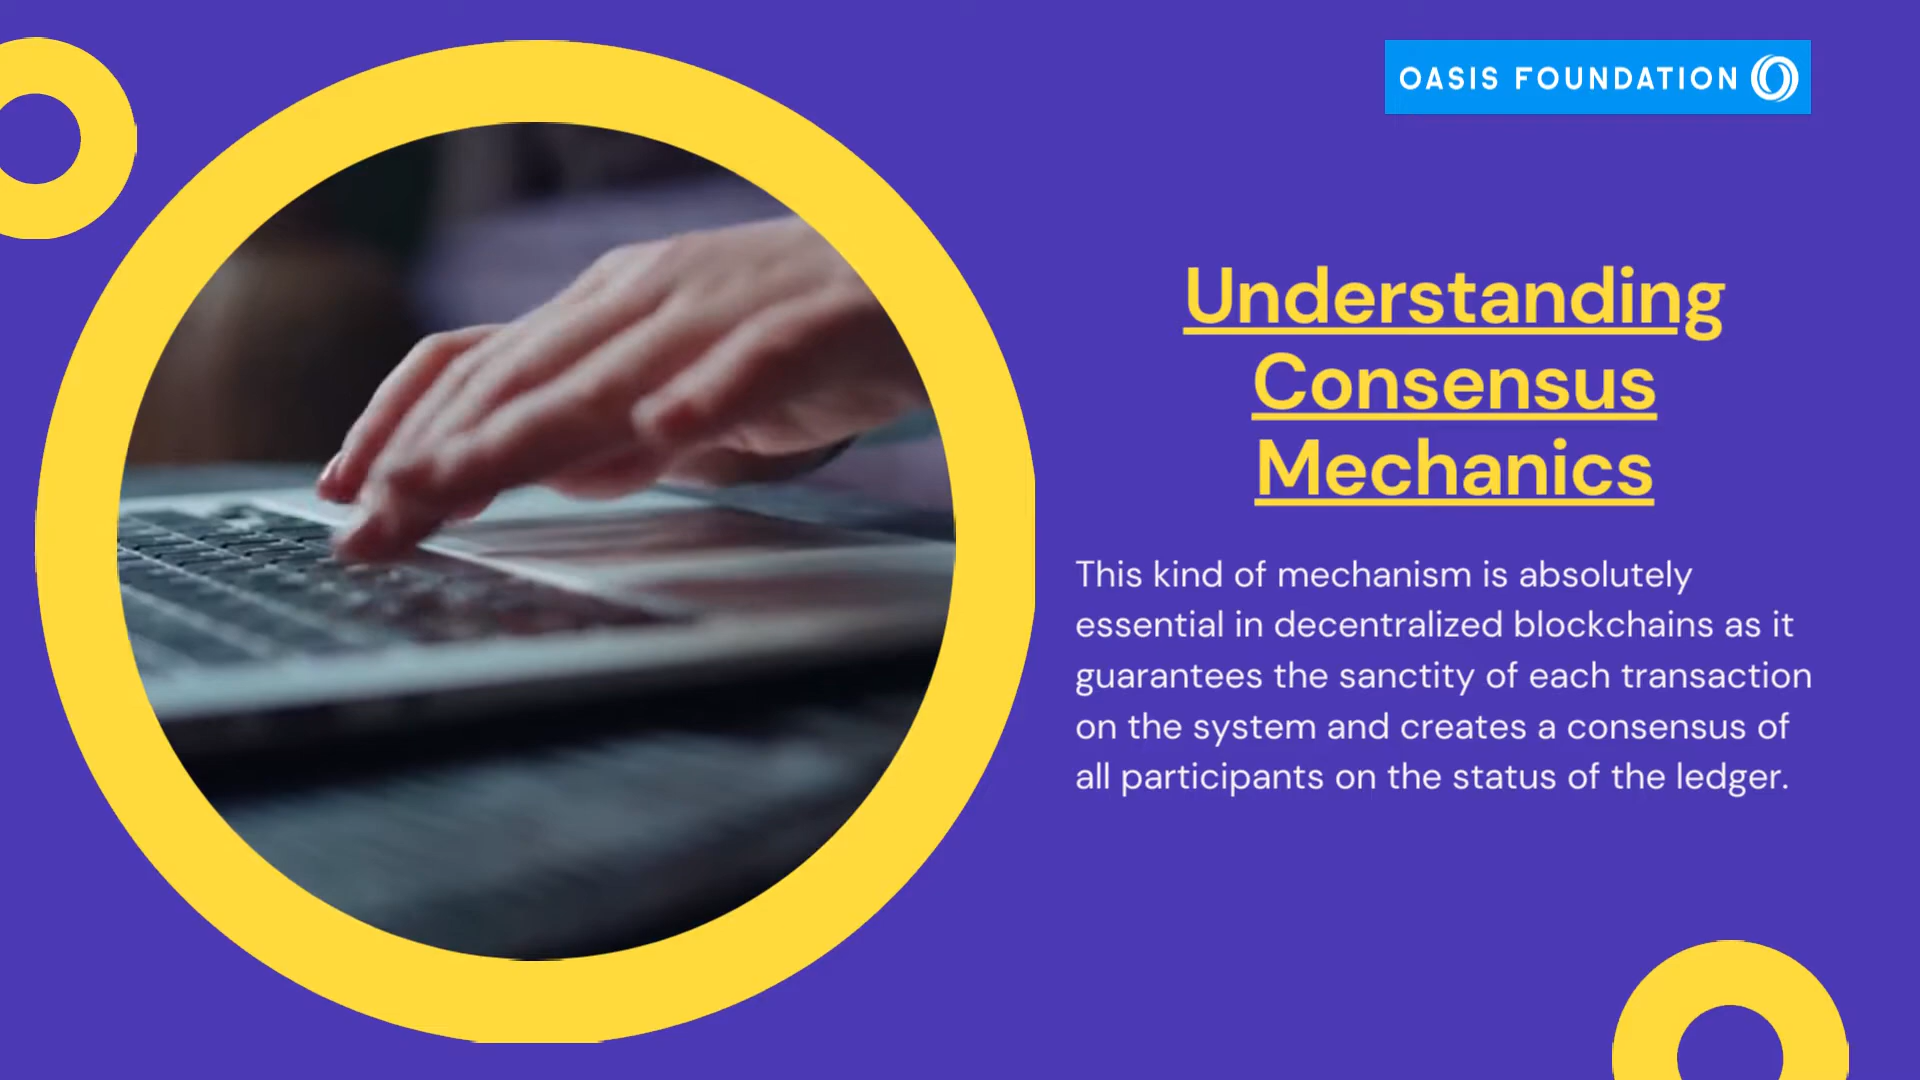 OASIS FOUNDATION
Understanding
Consensus
Mechanics
This kind of mechanism is absolutely
essential in decentralized blockchains as it
guarantees the sanctity of each transaction
on the system and creates a consensus of
all participants on the status of the ledger.